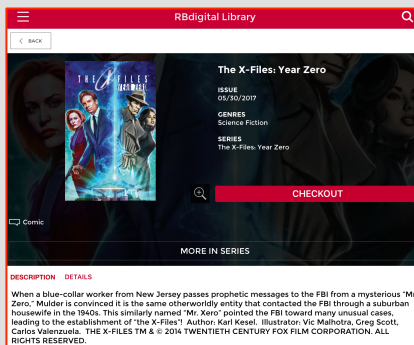 RBdigital Library
BACK
THE X FILES
YEAR ZERO
The X-Files: Year Zero
ISSUE
05/30/2017
GENRES
Science Fiction
SERIES
The X-Files: Year Zero
CHECKOUT
Comic
MORE IN SERIES
DESCRIPTION DETAILS
When a blue-collar worker from New Jersey passes prophetic messages to the FBI from a mysterious "Mr.
Zero," Mulder is convinced it is the same otherworldly entity that contacted the FBI through a suburban
housewife in the 1940s. This similarly named "Mr. Xero" pointed the FBI toward many unusual cases,
leading to the establishment of "the X-Files"! Author: Karl Kesel. Illustrator: Vic Malhotra, Greg Scott,
Carlos Valenzuela. THE X-FILES TM & © 2014 TWENTIETH CENTURY FOX FILM CORPORATION. ALL
RIGHTS RESERVED.